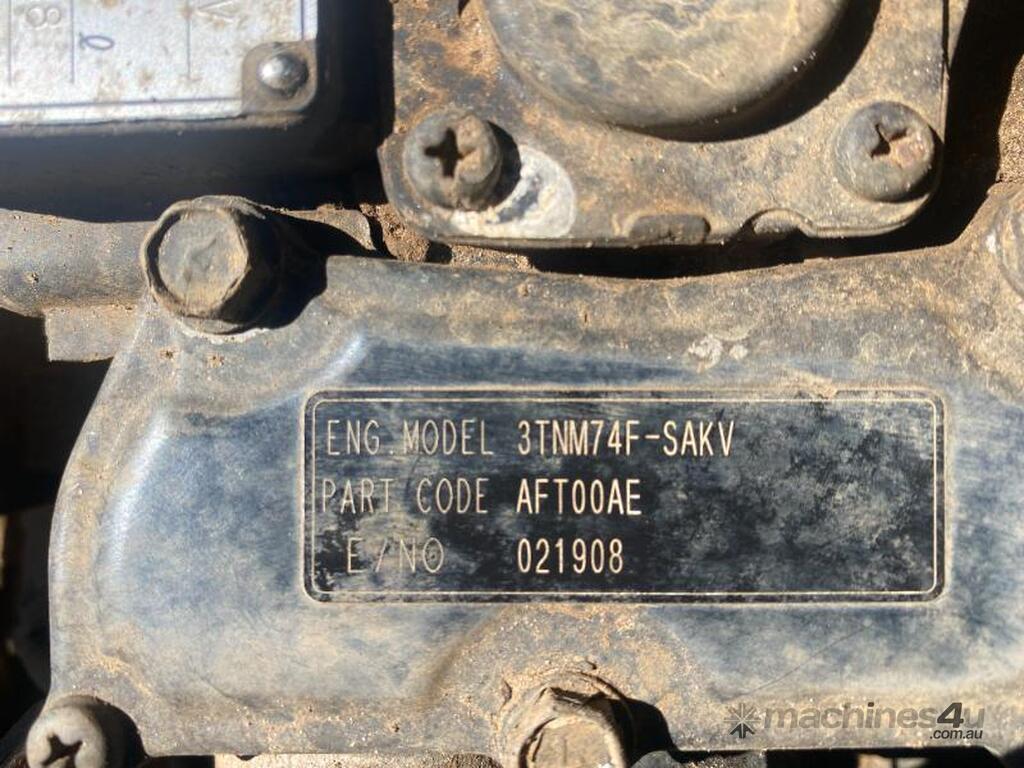 ENG.MODEL 3TNM74F-SAKV
PART CODE AFT00AE
E/NO 021908
machines4u
.com.au